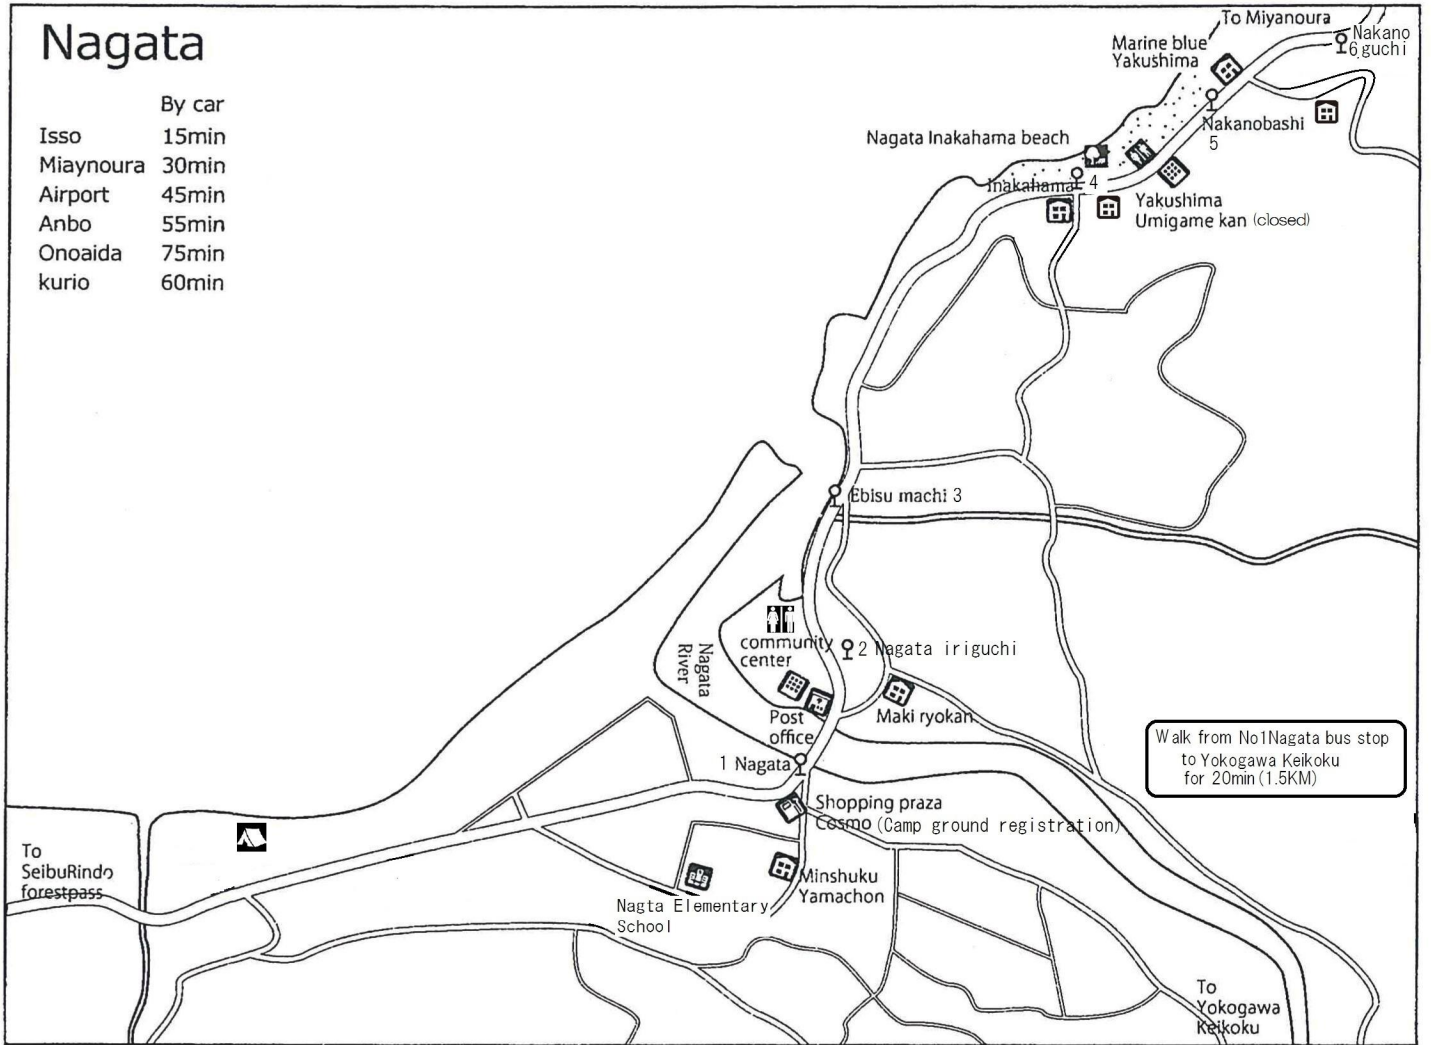 Nagata
By car
Isso 15min
Miaynoura 30min
Airport 45min
Anbo 55min
Onoaida 75min
kurio 60min
To Miyanoura
Nakano
6 guchi
Marine blue
Yakushima
Nakanobashi
5
Nagata Inakahama beach
Inakahama 4
Yakushima
Umigame kan (closed)
Ebisu machi 3
community
center
2 Nagata iriguchi
Nagata
River
Post
office
Maki ryokan
1 Nagata
Walk from No1Nagata bus stop
to Yokogawa Keikoku
for 20min(1.5KM)
Shopping praza
Cosmo (Camp ground registration)
To
SeibuRindo
forestpass
Minshuku
Yamachon
Nagta Elementary
School
To
Yokogawa
Keikoku